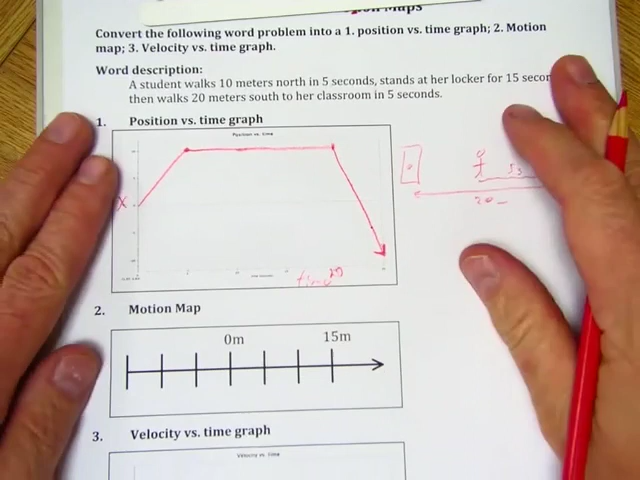 Maps
Convert the following word problem into a 1. position vs. time graph; 2. Motion
map; 3. Velocity vs. time graph.
Word description:
A student walks 10 meters north in 5 seconds, stands at her locker for 15 secon
then walks 20 meters south to her classroom in 5 seconds.
1. Position vs. time graph
Position vs. time
X
time
2. Motion Map
0m 15m
3. Velocity vs. time graph
Velocity vs. time